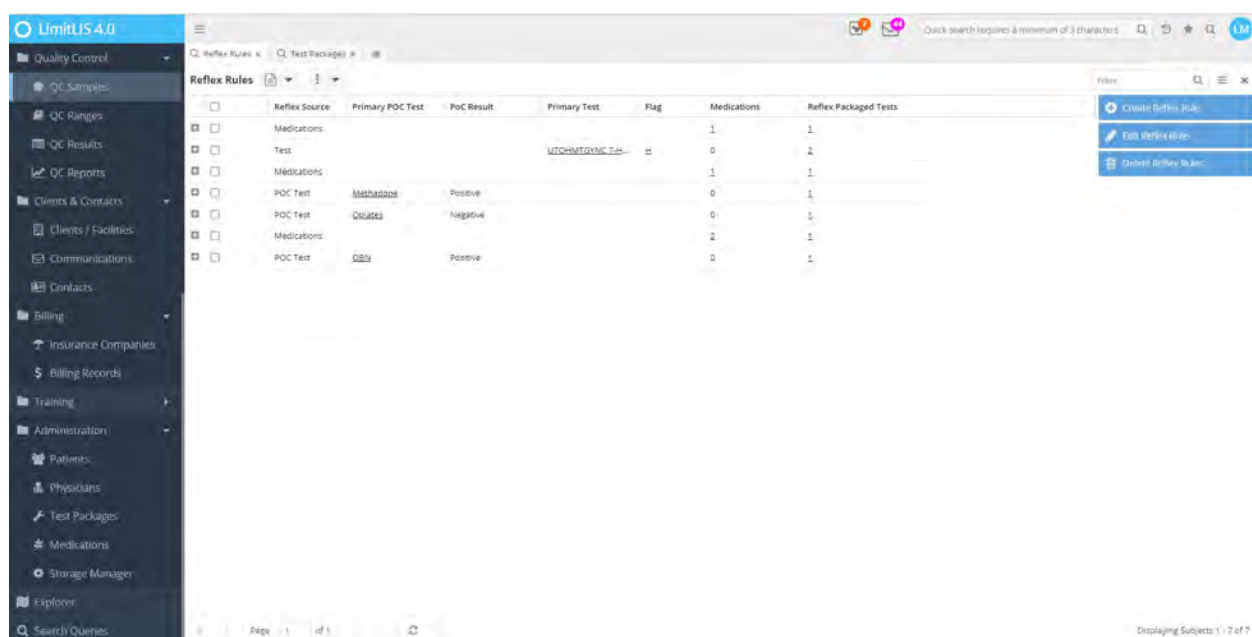 LimitLIS 4.0
7
44
Quick search requires a minimum of 3 characters
LM
Quality Control
QC Samples
QC Ranges
QC Results
QC Reports
Clients & Contacts
Clients / Facilities
Communications
Contacts
Billing
Insurance Companies
Billing Records
Training
Administration
Patients
Physicians
Test Packages
Medications
Storage Manager
Explorer
Search Queries
Reflex Rules × Test Packages ×
Reflex Rules
Filter
Create Reflex Rule
Edit Reflex Rule
Delete Reflex Rules
Reflex Source Primary POC Test PoC Result Primary Test Flag Medications Reflex Packaged Tests
Medications 1 1
Test H 0 2
Medications 1 1
POC Test Methadone Positive 0 1
POC Test Opiates Negative 0 1
Medications 2 1
POC Test Positive 0 1
Page 1 of 1
Displaying Subjects 1 - 7 of 7